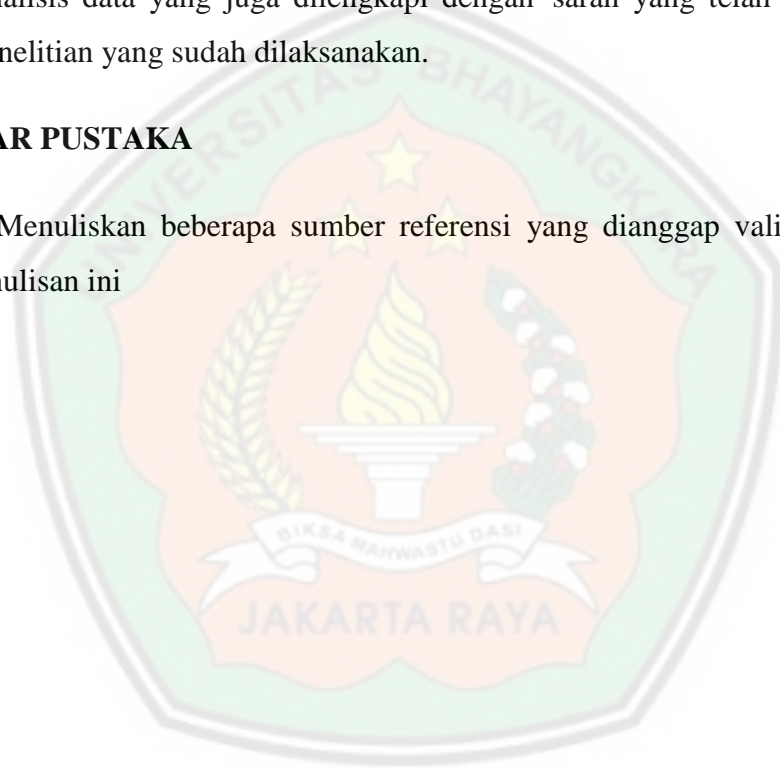 nalisis data yang juga dilengkapi dengan saran yang telah
nelitian yang sudah dilaksanakan.
AR PUSTAKA
Menuliskan beberapa sumber referensi yang dianggap vali
ulisan ini
UNIVERSITAS BHAYANGKARA
BIKSA MAHWASTU DASI
JAKARTA RAYA